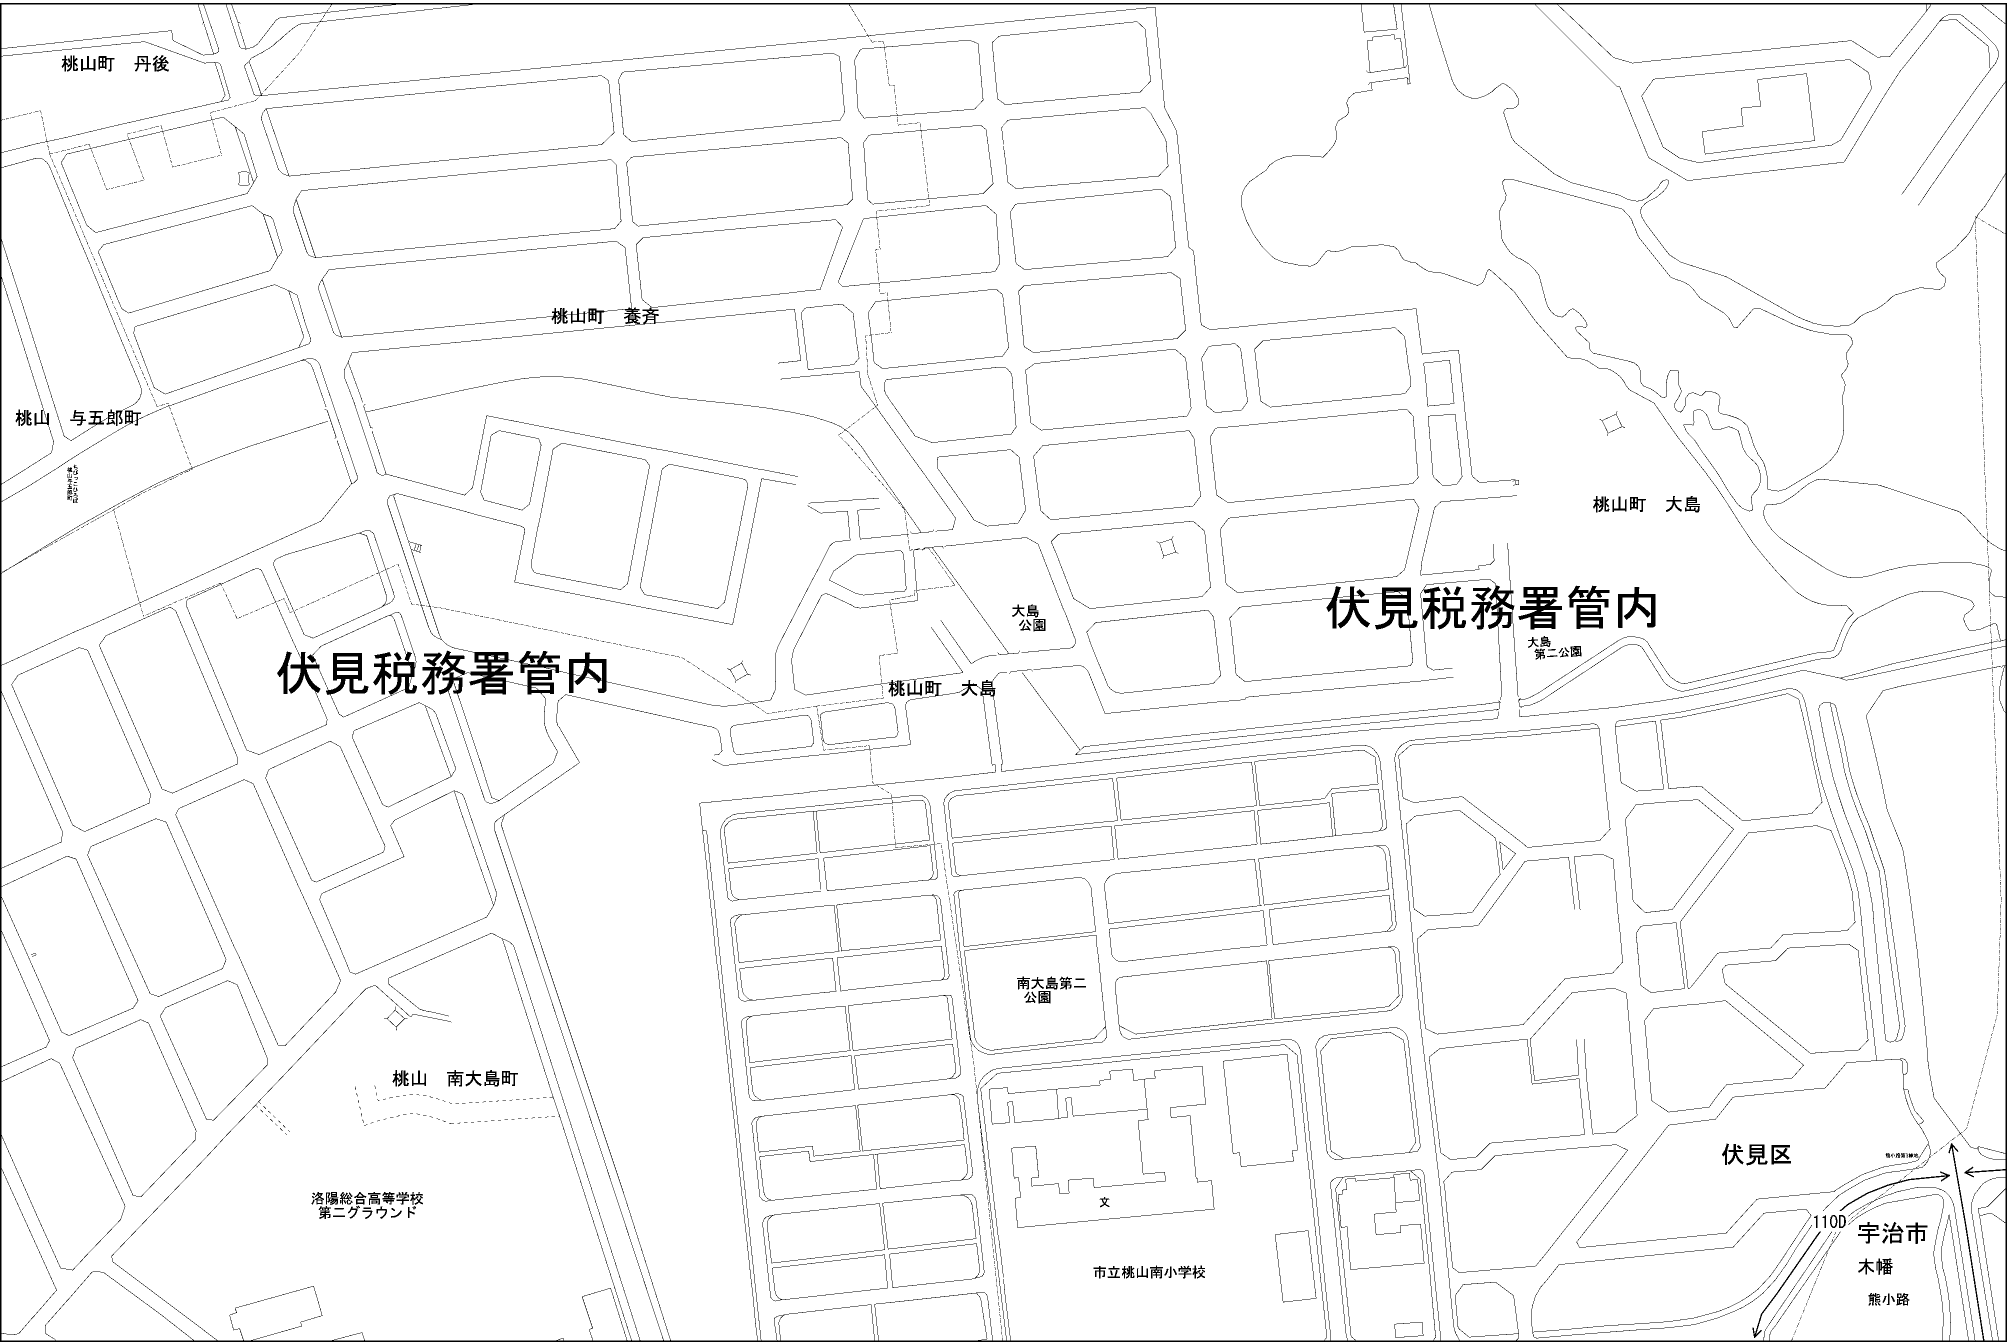 桃山町 丹後
桃山町 養斉
桃山 与五郎町
桃山町 大島
伏見税務署管内
大島
公園
大島
第二公園
伏見税務署管内
桃山町 大島
南大島第二
公園
桃山 南大島町
伏見区
洛陽総合高等学校
第二グラウンド
文
110D
宇治市
木幡
市立桃山南小学校
熊小路